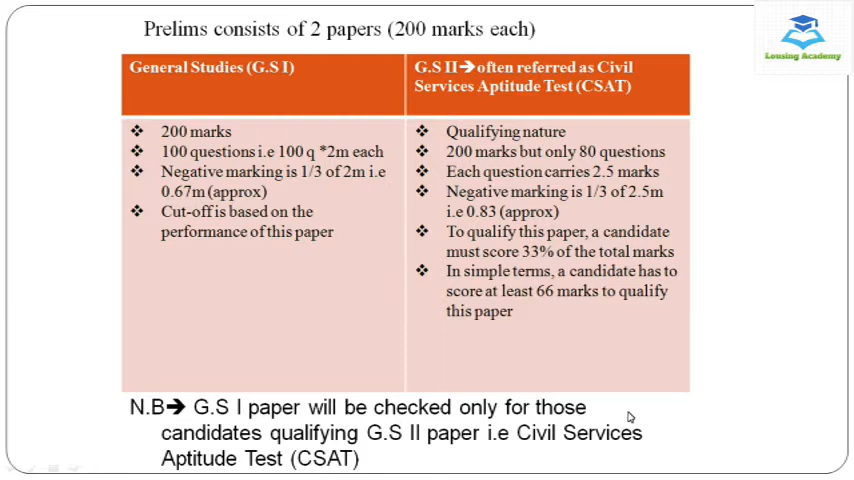 Prelims consists of 2 papers (200 marks each)
Lousing Academy
General Studies (G.S I)
❖ 200 marks
❖ 100 questions i.e 100 q *2m each
❖ Negative marking is 1/3 of 2m i.e
0.67m (approx)
❖ Cut-off is based on the
performance of this paper
G.S II➔ often referred as Civil
Services Aptitude Test (CSAT)
❖ Qualifying nature
❖ 200 marks but only 80 questions
❖ Each question carries 2.5 marks
❖ Negative marking is 1/3 of 2.5m
i.e 0.83 (approx)
❖ To qualify this paper, a candidate
must score 33% of the total marks
❖ In simple terms, a candidate has to
score at least 66 marks to qualify
this paper
N.B➔ G.S I paper will be checked only for those
candidates qualifying G.S II paper i.e Civil Services
Aptitude Test (CSAT)